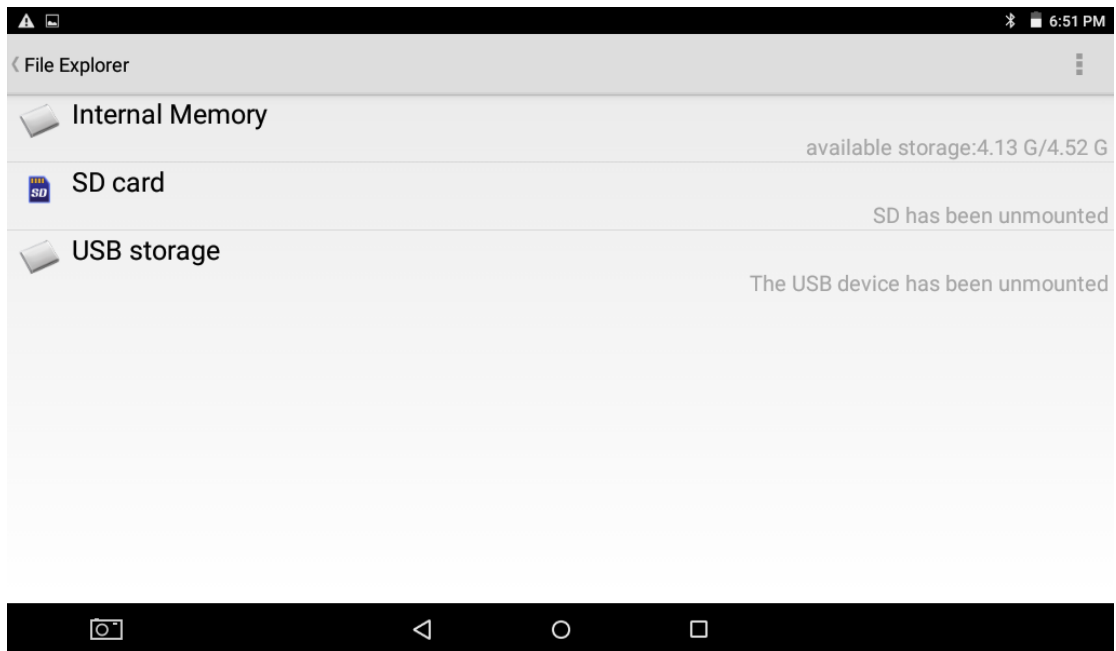 6:51 PM
File Explorer
Internal Memory
available storage:4.13 G/4.52 G
SD card
SD
SD has been unmounted
USB storage
The USB device has been unmounted